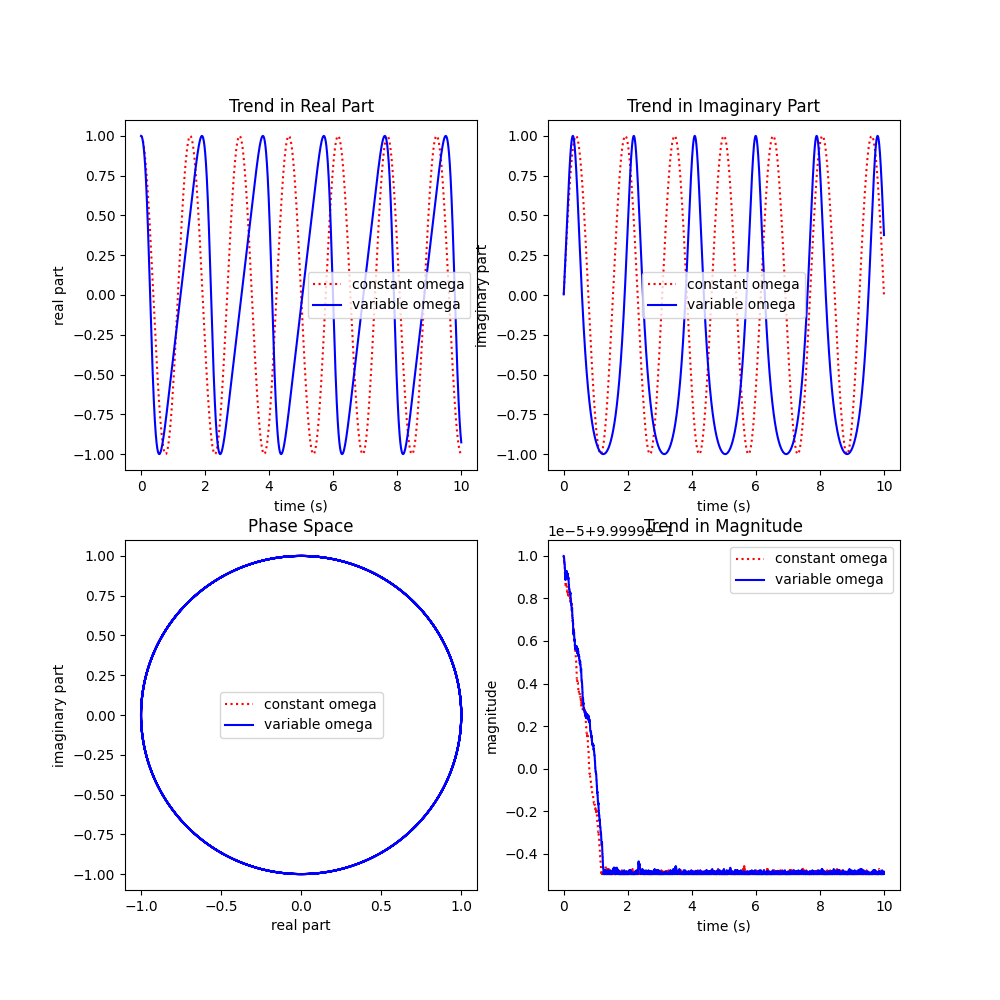 Trend in Real Part
1.00
0.75
0.50
0.25
0.00
−0.25
−0.50
−0.75
−1.00
real part
constant omega
variable omega
0 2 4 6 8 10
time (s)
Trend in Imaginary Part
1.00
0.75
0.50
0.25
0.00
−0.25
−0.50
−0.75
−1.00
imaginary part
constant omega
variable omega
0 2 4 6 8 10
time (s)
Phase Space
1.00
0.75
0.50
0.25
0.00
−0.25
−0.50
−0.75
−1.00
imaginary part
constant omega
variable omega
−1.0 −0.5 0.0 0.5 1.0
real part
1e−5+9.9999e−1
Trend in Magnitude
1.0
0.8
0.6
0.4
0.2
0.0
−0.2
−0.4
magnitude
constant omega
variable omega
0 2 4 6 8 10
time (s)